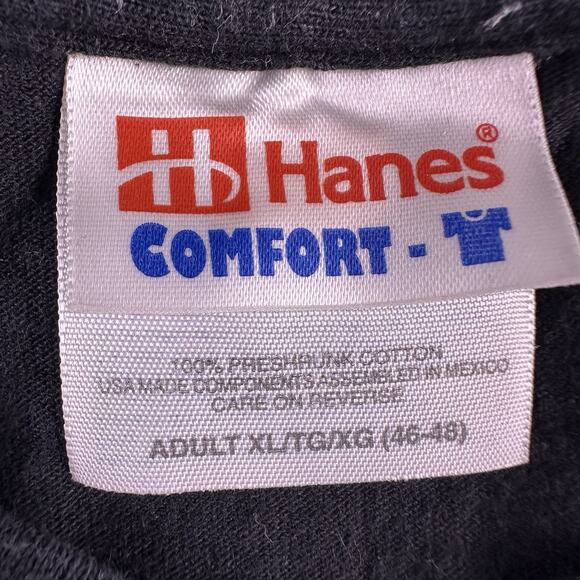 H Hanes®
COMFORT -
100% PRESHRUNK COTTON
USA MADE COMPONENTS ASSEMBLED IN MEXICO
CARE ON REVERSE
ADULT XL/TG/XG (46-48)